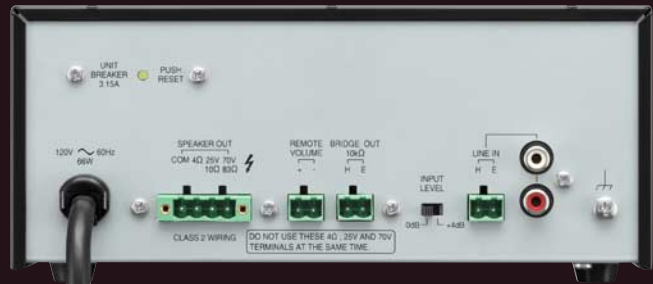 UNIT
BREAKER
3.15A
PUSH
RESET
120V ~ 60Hz
66W
SPEAKER OUT
COM 4Ω 25V 70V
10Ω 83Ω
CLASS 2 WIRING
REMOTE
VOLUME
+ -
BRIDGE OUT
10kΩ
H E
DO NOT USE THESE 4Ω, 25V AND 70V
TERMINALS AT THE SAME TIME.
INPUT
LEVEL
0dB +4dB
LINE IN
H E